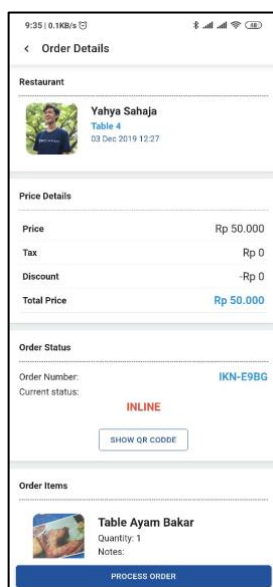 9:35 | 0.1KB/s
48
Order Details
Restaurant
Yahya Sahaja
Table 4
03 Dec 2019 12:27
Price Details
Price Rp 50.000
Tax Rp 0
Discount -Rp 0
Total Price Rp 50.000
Order Status
Order Number: IKN-E9BG
Current status:
INLINE
SHOW QR CODDE
Order Items
Table Ayam Bakar
Quantity: 1
Notes:
PROCESS ORDER